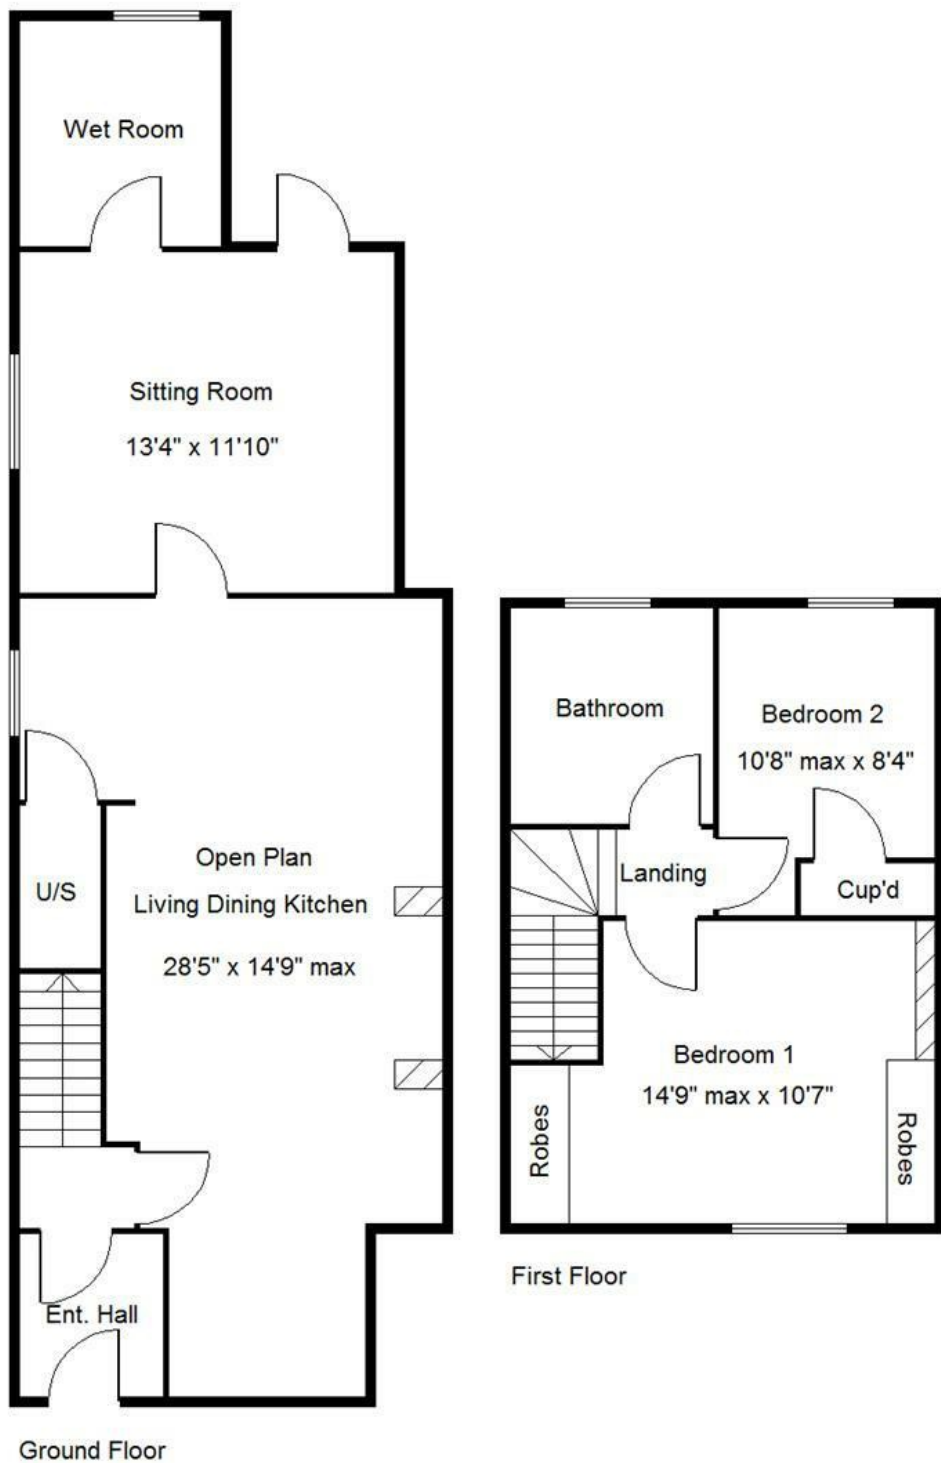 Wet Room
Sitting Room
13'4" x 11'10"
Open Plan
Living Dining Kitchen
28'5" x 14'9" max
U/S
Ent. Hall
Ground Floor
Bathroom
Bedroom 2
10'8" max x 8'4"
Landing
Cup'd
Bedroom 1
14'9" max x 10'7"
Robes
Robes
First Floor